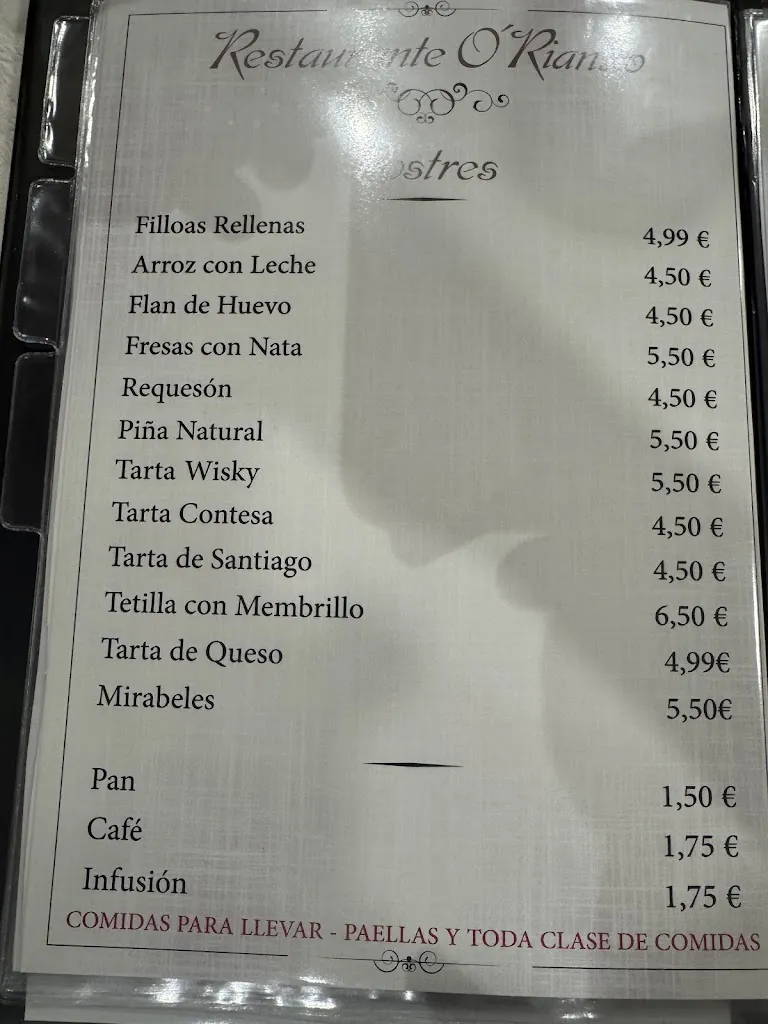 Restaurante O´Rianxo
Postres
Filloas Rellenas 4,99 €
Arroz con Leche 4,50 €
Flan de Huevo 4,50 €
Fresas con Nata 5,50 €
Requesón 4,50 €
Piña Natural 5,50 €
Tarta Wisky 5,50 €
Tarta Contesa 4,50 €
Tarta de Santiago 4,50 €
Tetilla con Membrillo 6,50 €
Tarta de Queso 4,99€
Mirabeles 5,50€
Pan 1,50 €
Café 1,75 €
Infusión 1,75 €
COMIDAS PARA LLEVAR - PAELLAS Y TODA CLASE DE COMIDAS